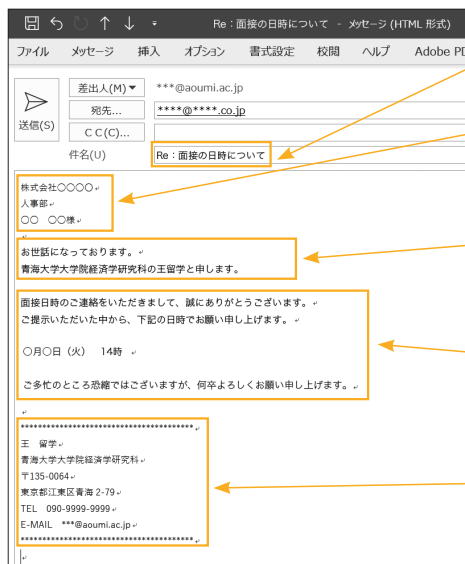 Re：面接の日時について - メッセージ (HTML 形式)
ファイル メッセージ 挿入 オプション 書式設定 校閲 ヘルプ Adobe PD
差出人(M) ***@aoumi.ac.jp
宛先... ****@****.co.jp
送信(S)
ＣＣ(C)...
件名(U) Re：面接の日時について
株式会社○○○○
人事部
○○　○○様
お世話になっております。
青海大学大学院経済学研究科の王留学と申します。
面接日時のご連絡をいただきまして、誠にありがとうございます。
ご提示いただいた中から、下記の日時でお願い申し上げます。
○月○日（火）　14時
ご多忙のところ恐縮ではございますが、何卒よろしくお願い申し上げます。
****************************************
王　留学
青海大学大学院経済学研究科
〒135-0064
東京都江東区青海 2-79
TEL　090-9999-9999
E-MAIL　***@aoumi.ac.jp
****************************************